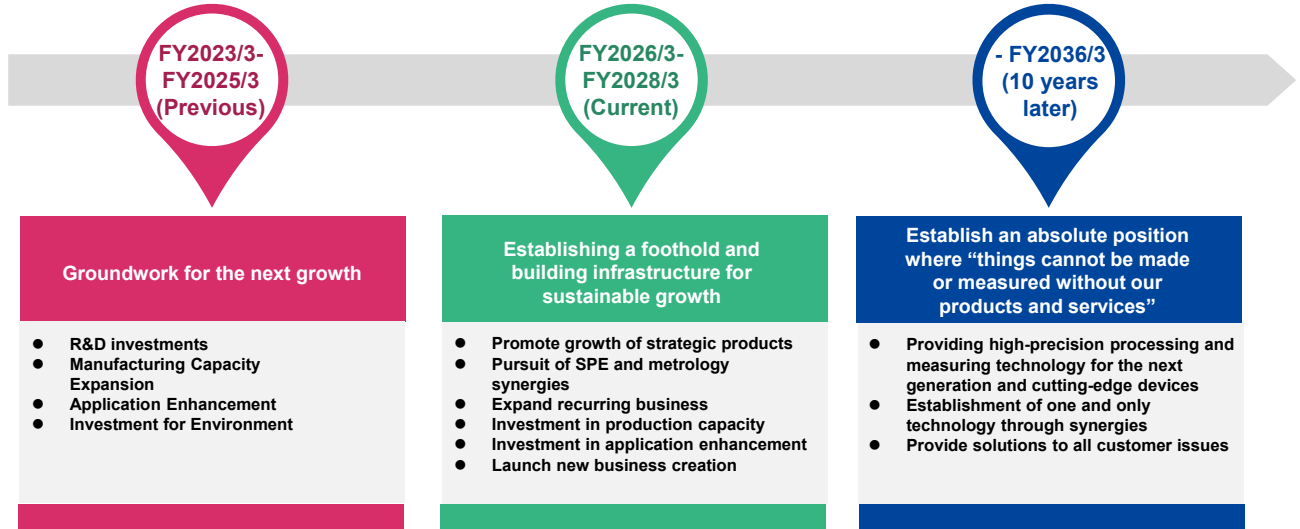 FY2023/3-
FY2025/3
(Previous)
FY2026/3-
FY2028/3
(Current)
- FY2036/3
(10 years
later)
Groundwork for the next growth
● R&D investments
● Manufacturing Capacity
Expansion
● Application Enhancement
● Investment for Environment
Establishing a foothold and
building infrastructure for
sustainable growth
● Promote growth of strategic products
● Pursuit of SPE and metrology
synergies
● Expand recurring business
● Investment in production capacity
● Investment in application enhancement
● Launch new business creation
Establish an absolute position
where “things cannot be made
or measured without our
products and services”
● Providing high-precision processing and
measuring technology for the next
generation and cutting-edge devices
● Establishment of one and only
technology through synergies
● Provide solutions to all customer issues